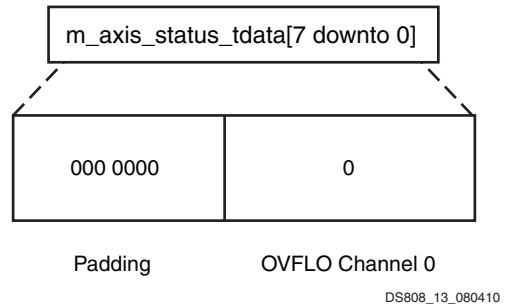 m_axis_status_tdata[7 downto 0]
000 0000 0
Padding OVFLO Channel 0
DS808_13_080410